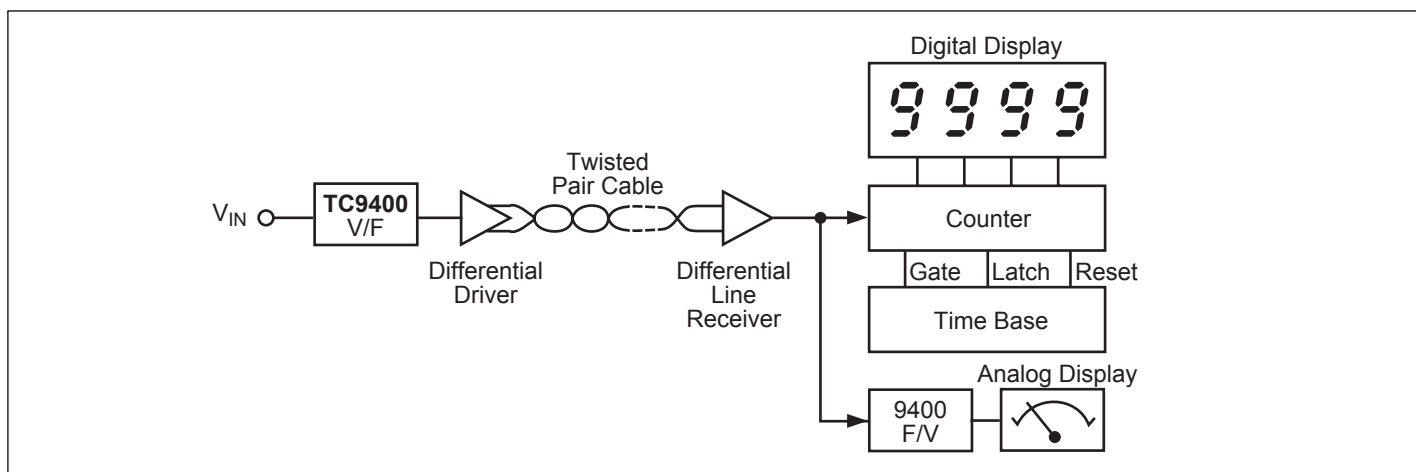 Digital Display
9999
Twisted
Pair Cable
V_IN
TC9400
V/F
Counter
Differential
Driver
Differential
Line
Receiver
Gate
Latch
Reset
Time Base
Analog Display
9400
F/V